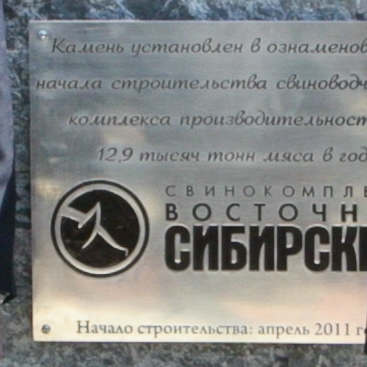 Камень установлен в ознаменов
начала строительства свиноводч
комплекса производительност
12,9 тысяч тонн мяса в год
СВИНОКОМПЛЕ
ВОСТОЧН
СИБИРСК
Начало строительства: апрель 2011 г